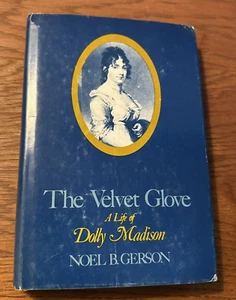 The Velvet Glove
A Life of
Dolly Madison
NOEL B. GERSON